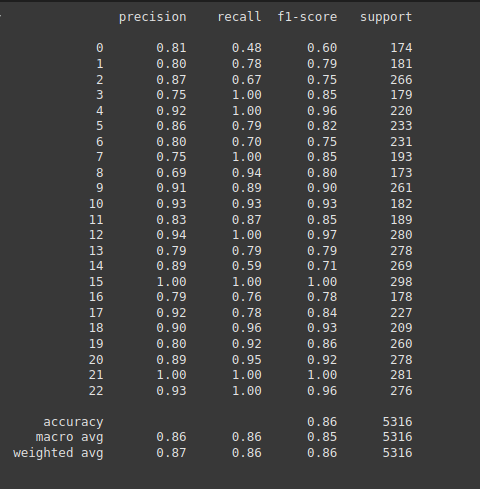 precision recall f1-score support
0 0.81 0.48 0.60 174
1 0.80 0.78 0.79 181
2 0.87 0.67 0.75 266
3 0.75 1.00 0.85 179
4 0.92 1.00 0.96 220
5 0.86 0.79 0.82 233
6 0.80 0.70 0.75 231
7 0.75 1.00 0.85 193
8 0.69 0.94 0.80 173
9 0.91 0.89 0.90 261
10 0.93 0.93 0.93 182
11 0.83 0.87 0.85 189
12 0.94 1.00 0.97 280
13 0.79 0.79 0.79 278
14 0.89 0.59 0.71 269
15 1.00 1.00 1.00 298
16 0.79 0.76 0.78 178
17 0.92 0.78 0.84 227
18 0.90 0.96 0.93 209
19 0.80 0.92 0.86 260
20 0.89 0.95 0.92 278
21 1.00 1.00 1.00 281
22 0.93 1.00 0.96 276
accuracy 0.86 5316
macro avg 0.86 0.86 0.85 5316
weighted avg 0.87 0.86 0.86 5316